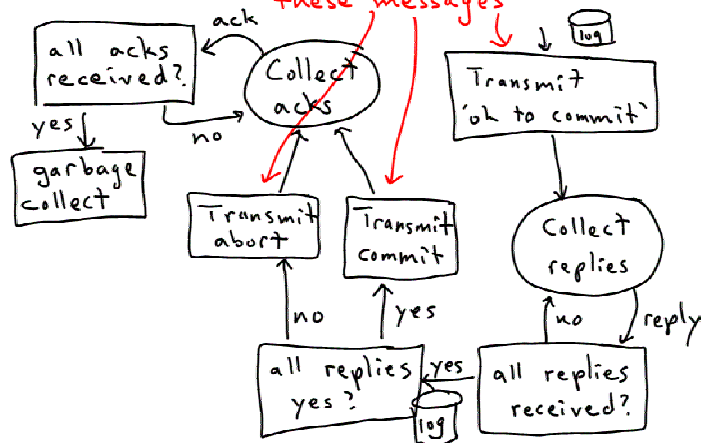 these messages
ack
log
all acks
received?
Collect
acks
Transmit
'ok to commit'
yes
no
garbage
collect
Transmit
abort
Transmit
commit
Collect
replies
no
yes
no
reply
all replies
yes?
yes
log
all replies
received?